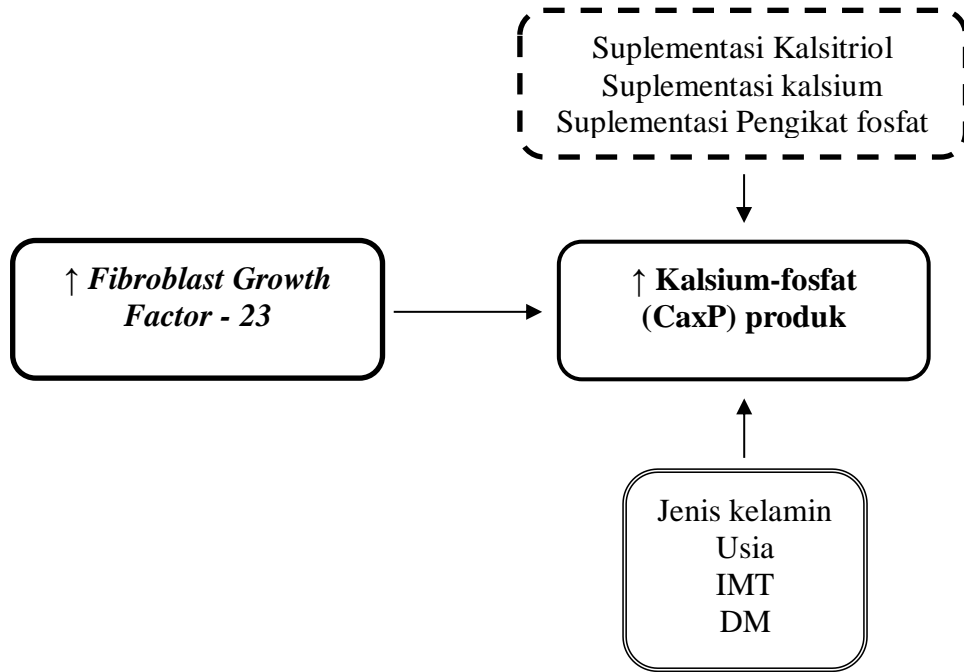 Suplementasi Kalsitriol
Suplementasi kalsium
Suplementasi Pengikat fosfat
↑ Fibroblast Growth
Factor - 23
↑ Kalsium-fosfat
(CaxP) produk
Jenis kelamin
Usia
IMT
DM